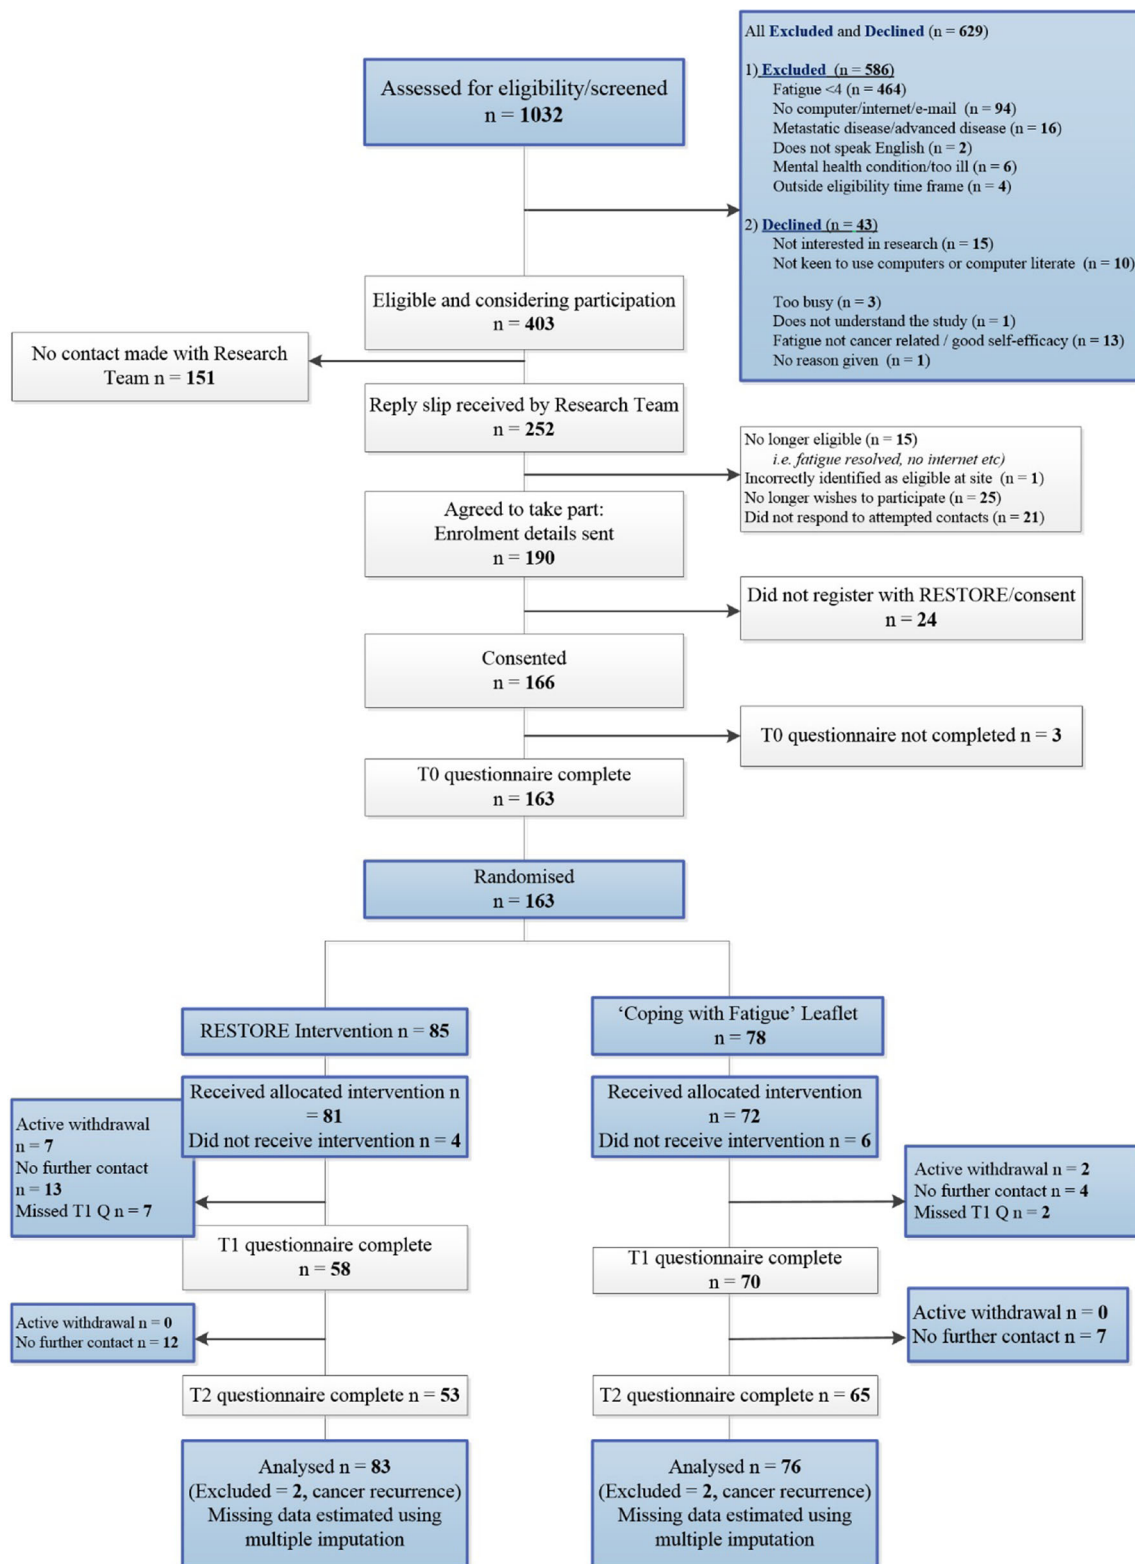 Assessed for eligibility/screened
n = 1032
All Excluded and Declined (n = 629)
1) Excluded (n = 586)
Fatigue <4 (n = 464)
No computer/internet/e-mail (n = 94)
Metastatic disease/advanced disease (n = 16)
Does not speak English (n = 2)
Mental health condition/too ill (n = 6)
Outside eligibility time frame (n = 4)
2) Declined (n = 43)
Not interested in research (n = 15)
Not keen to use computers or computer literate (n = 10)
Too busy (n = 3)
Does not understand the study (n = 1)
Fatigue not cancer related / good self-efficacy (n = 13)
No reason given (n = 1)
Eligible and considering participation
n = 403
No contact made with Research
Team n = 151
Reply slip received by Research Team
n = 252
No longer eligible (n = 15)
i.e. fatigue resolved, no internet etc)
Incorrectly identified as eligible at site (n = 1)
No longer wishes to participate (n = 25)
Did not respond to attempted contacts (n = 21)
Agreed to take part:
Enrolment details sent
n = 190
Did not register with RESTORE/consent
n = 24
Consented
n = 166
T0 questionnaire not completed n = 3
T0 questionnaire complete
n = 163
Randomised
n = 163
RESTORE Intervention n = 85
Received allocated intervention n
= 81
Did not receive intervention n = 4
Active withdrawal
n = 7
No further contact
n = 13
Missed T1 Q n = 7
T1 questionnaire complete
n = 58
Active withdrawal n = 0
No further contact n = 12
T2 questionnaire complete n = 53
Analysed n = 83
(Excluded = 2, cancer recurrence)
Missing data estimated using
multiple imputation
‘Coping with Fatigue’ Leaflet
n = 78
Received allocated intervention
n = 72
Did not receive intervention n = 6
Active withdrawal n = 2
No further contact n = 4
Missed T1 Q n = 2
T1 questionnaire complete
n = 70
Active withdrawal n = 0
No further contact n = 7
T2 questionnaire complete n = 65
Analysed n = 76
(Excluded = 2, cancer recurrence)
Missing data estimated using
multiple imputation